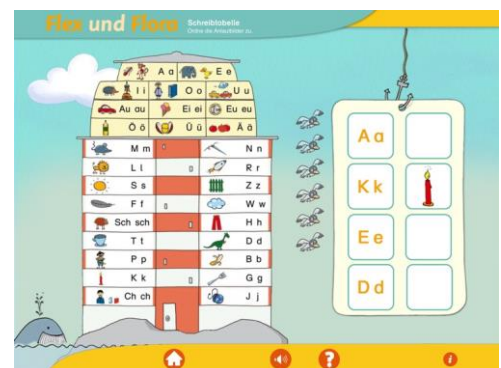 Flex und Flora
Schreibtabelle
Ordne die Anlautbilder zu.
A a E e
I i O o U u
Au au Ei ei Eu eu
Ö ö Ü ü Ä ä
M m N n
L l R r
S s Z z
F f W w
Sch sch H h
T t D d
P p B b
K k G g
Ch ch J j
A a
K k
E e
D d
?
i